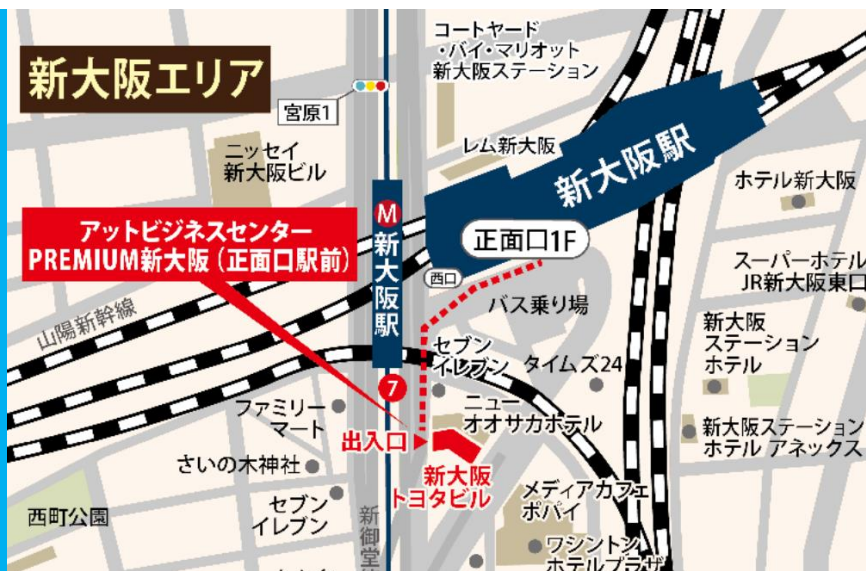 新大阪エリア
宮原1
コートヤード
・バイ・マリオット
新大阪ステーション
ニッセイ
新大阪ビル
レム新大阪
新大阪駅
ホテル新大阪
アットビジネスセンター
PREMIUM新大阪（正面口駅前）
M
新大阪駅
正面口1F
西口
スーパーホテル
JR新大阪東口
山陽新幹線
バス乗り場
新大阪
ステーション
ホテル
セブン
イレブン
タイムズ24
7
ファミリー
マート
ニュー
オオサカホテル
出入口
新大阪ステーション
ホテル アネックス
さいの木神社
新大阪
トヨタビル
セブン
イレブン
西町公園
メディアカフェ
ポパイ
新御堂
ワシントン
ホテルプラザ